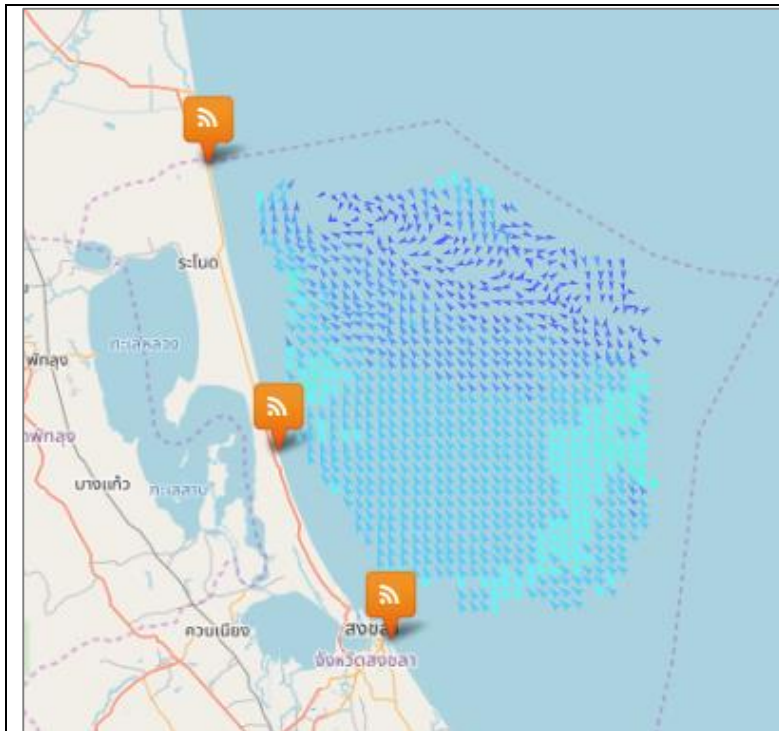 ระโนด
ทะเลหลวง
พัทลุง
ดพัทลุง
บางแก้ว
ทะเลสาบ
ควนเนียง
สงขลา
จังหวัดสงขลา